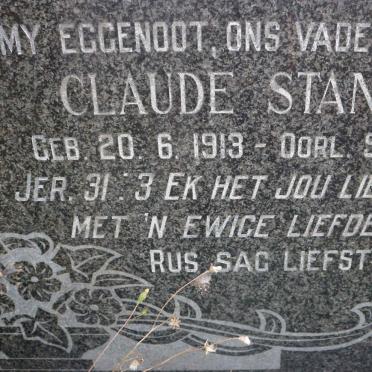 MY EGGENOOT, ONS VADE
CLAUDE STAN
GEB. 20. 6. 1913 - OORL.
JER. 31:3 EK HET JOU LIE
MET 'N EWIGE LIEFDE
RUS SAG LIEFST